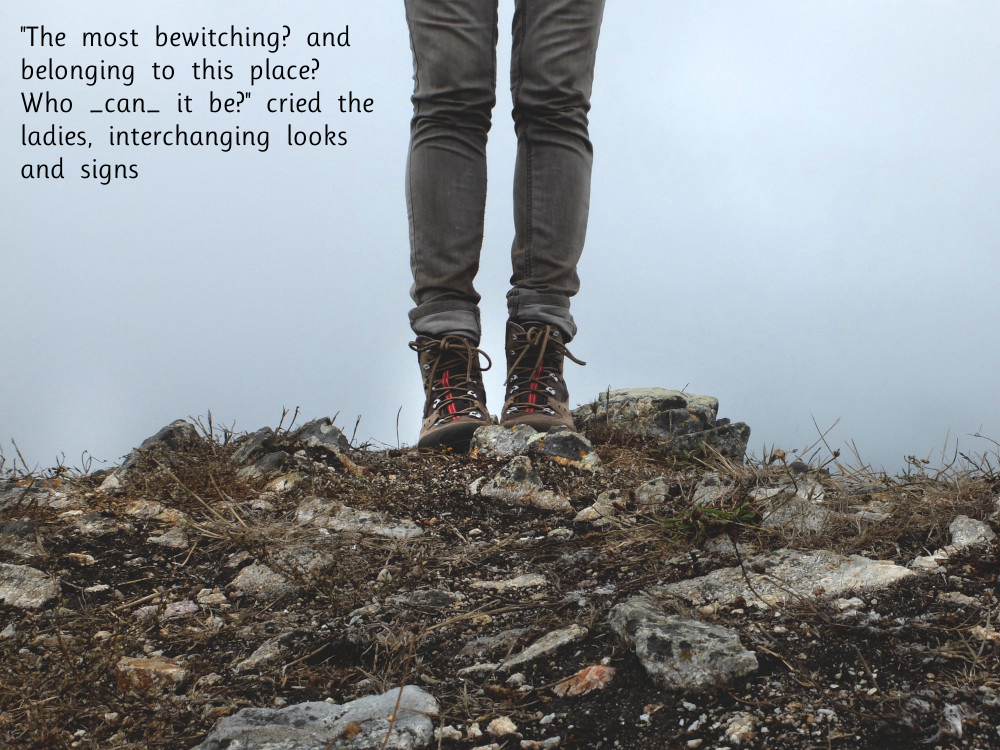 "The most bewitching? and
belonging to this place?
Who _can_ it be?" cried the
ladies, interchanging looks
and signs